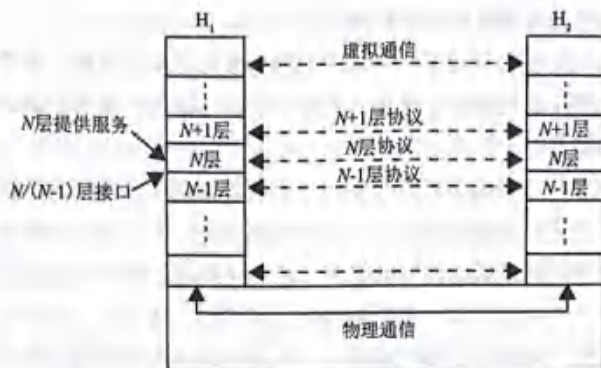 H₁ H₂
虚拟通信
N+1层 N+1层协议 N+1层
N层提供服务
N层 N层协议 N层
N/(N-1)层接口
N-1层 N-1层协议 N-1层
物理通信